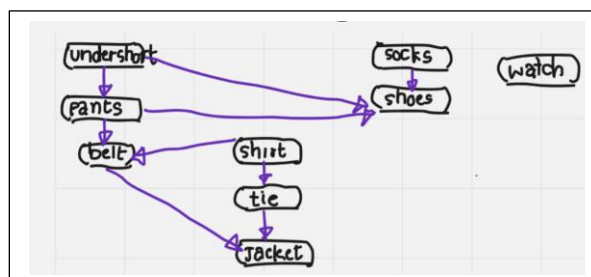 undershort
socks
watch
pants
shoes
belt
shirt
tie
Jacket